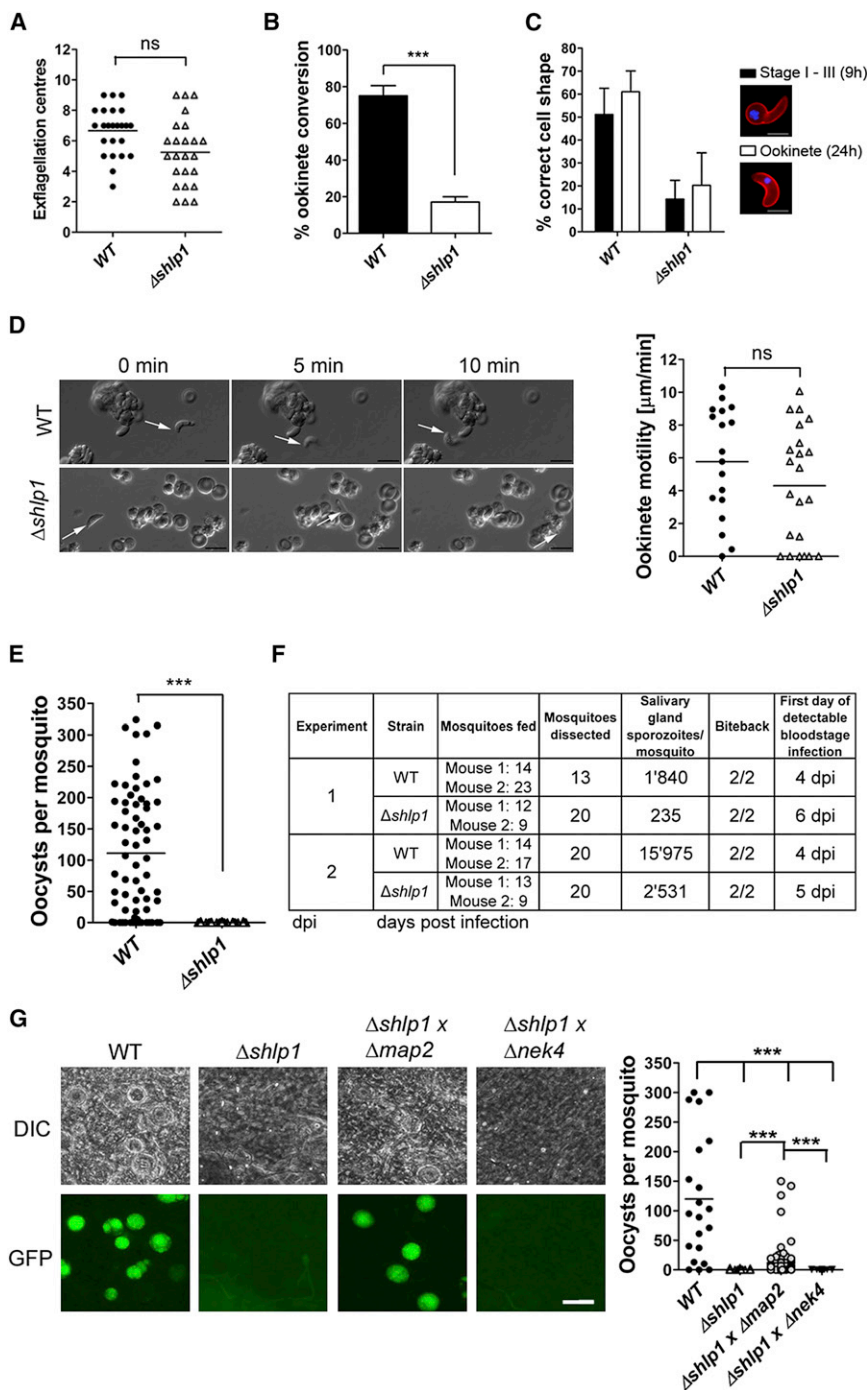 A
ns
Exflagellation centres
12
10
8
6
4
2
0
WT
Δshlp1
B
***
% ookinete conversion
100
80
60
40
20
0
WT
Δshlp1
C
% correct cell shape
80
70
60
50
40
30
20
10
0
WT
Δshlp1
Stage I - III (9h)
Ookinete (24h)
D
0 min
5 min
10 min
WT
Δshlp1
ns
Ookinete motility [µm/min]
12
10
8
6
4
2
0
WT
Δshlp1
E
***
Oocysts per mosquito
350
300
250
200
150
100
50
0
WT
Δshlp1
F
Experiment
Strain
Mosquitoes fed
Mosquitoes
dissected
Salivary
gland
sporozoites/
mosquito
Biteback
First day of
detectable
bloodstage
infection
1
WT
Mouse 1: 14
Mouse 2: 23
13
1'840
2/2
4 dpi
Δshlp1
Mouse 1: 12
Mouse 2: 9
20
235
2/2
6 dpi
2
WT
Mouse 1: 14
Mouse 2: 17
20
15'975
2/2
4 dpi
Δshlp1
Mouse 1: 13
Mouse 2: 9
20
2'531
2/2
5 dpi
dpi days post infection
G
WT
Δshlp1
Δshlp1 x
Δmap2
Δshlp1 x
Δnek4
DIC
GFP
***
*** ***
Oocysts per mosquito
350
300
250
200
150
100
50
0
WT
Δshlp1
Δshlp1 x Δmap2
Δshlp1 x Δnek4